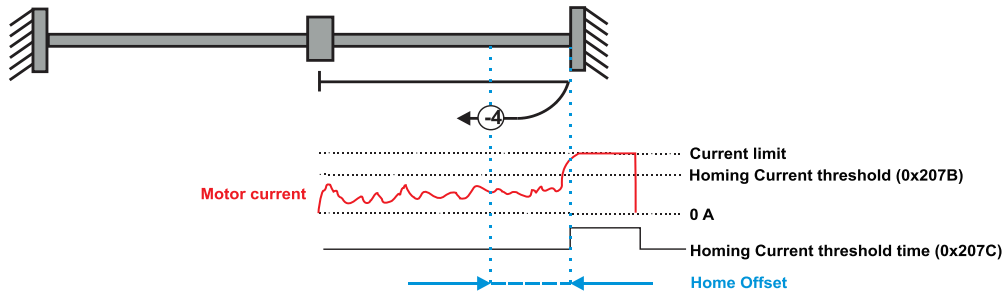 -4
Current limit
Homing Current threshold (0x207B)
Motor current
0 A
Homing Current threshold time (0x207C)
Home Offset